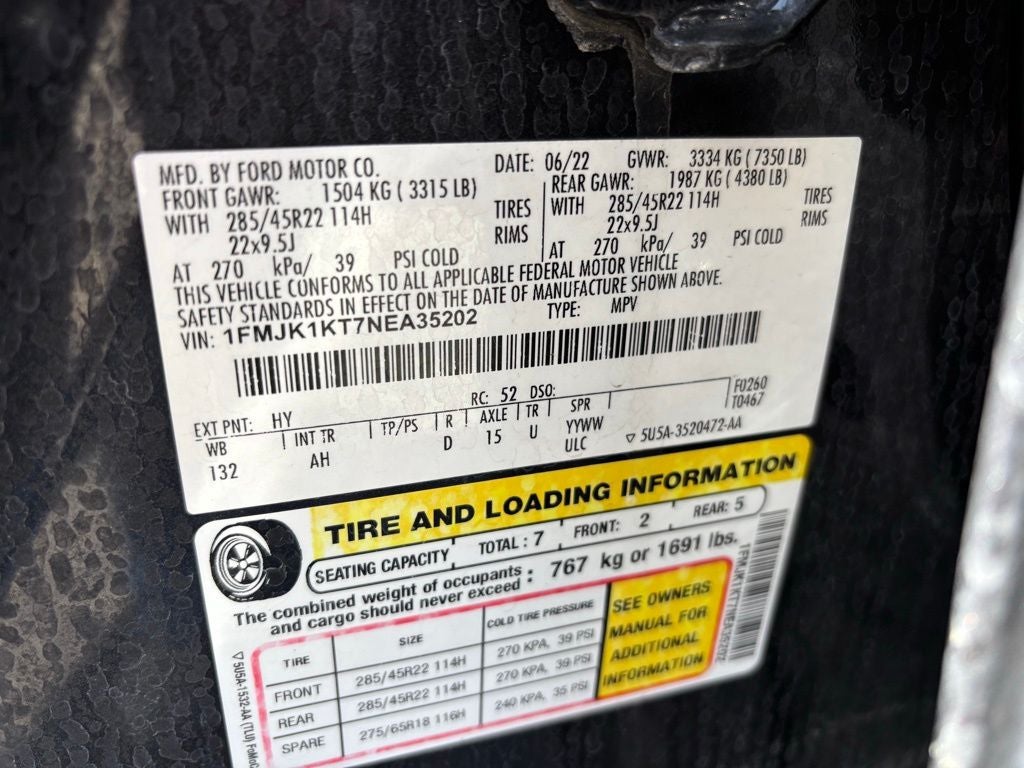 MFD. BY FORD MOTOR CO. DATE: 06/22 GVWR: 3334 KG (7350 LB)
FRONT GAWR: 1504 KG (3315 LB) REAR GAWR: 1987 KG (4380 LB)
WITH 285/45R22 114H TIRES WITH 285/45R22 114H TIRES
22x9.5J RIMS 22x9.5J RIMS
AT 270 kPa/ 39 PSI COLD AT 270 kPa/ 39 PSI COLD
THIS VEHICLE CONFORMS TO ALL APPLICABLE FEDERAL MOTOR VEHICLE
SAFETY STANDARDS IN EFFECT ON THE DATE OF MANUFACTURE SHOWN ABOVE.
VIN: 1FMJK1KT7NEA35202 TYPE: MPV
EXT PNT: HY RC: 52 DSO: F0260
WB INT TR TP/PS R AXLE TR SPR T0467
132 AH D 15 U YYWW
ULC ▽ 5U5A-3520472-AA
TIRE AND LOADING INFORMATION
SEATING CAPACITY TOTAL : 7 FRONT: 2 REAR: 5
The combined weight of occupants and cargo should never exceed : 767 kg or 1691 lbs.
TIRE SIZE COLD TIRE PRESSURE
FRONT 285/45R22 114H 270 KPA, 39 PSI
REAR 285/45R22 114H 270 KPA, 39 PSI
SPARE 275/65R18 116H 240 KPA, 35 PSI
SEE OWNERS
MANUAL FOR
ADDITIONAL
INFORMATION
1FMJK1KT7NEA35202
▽ 5U5A-1532-AA (TLU) FoMoC